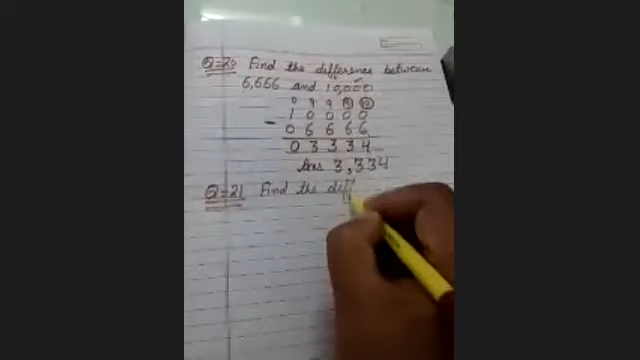 Q=20 Find the difference between
6,666 and 10,000
0 9 9 9 10
1 0 0 0 0
- 0 6 6 6 6
0 3 3 3 4
Ans 3,334
Q=21 Find the diff